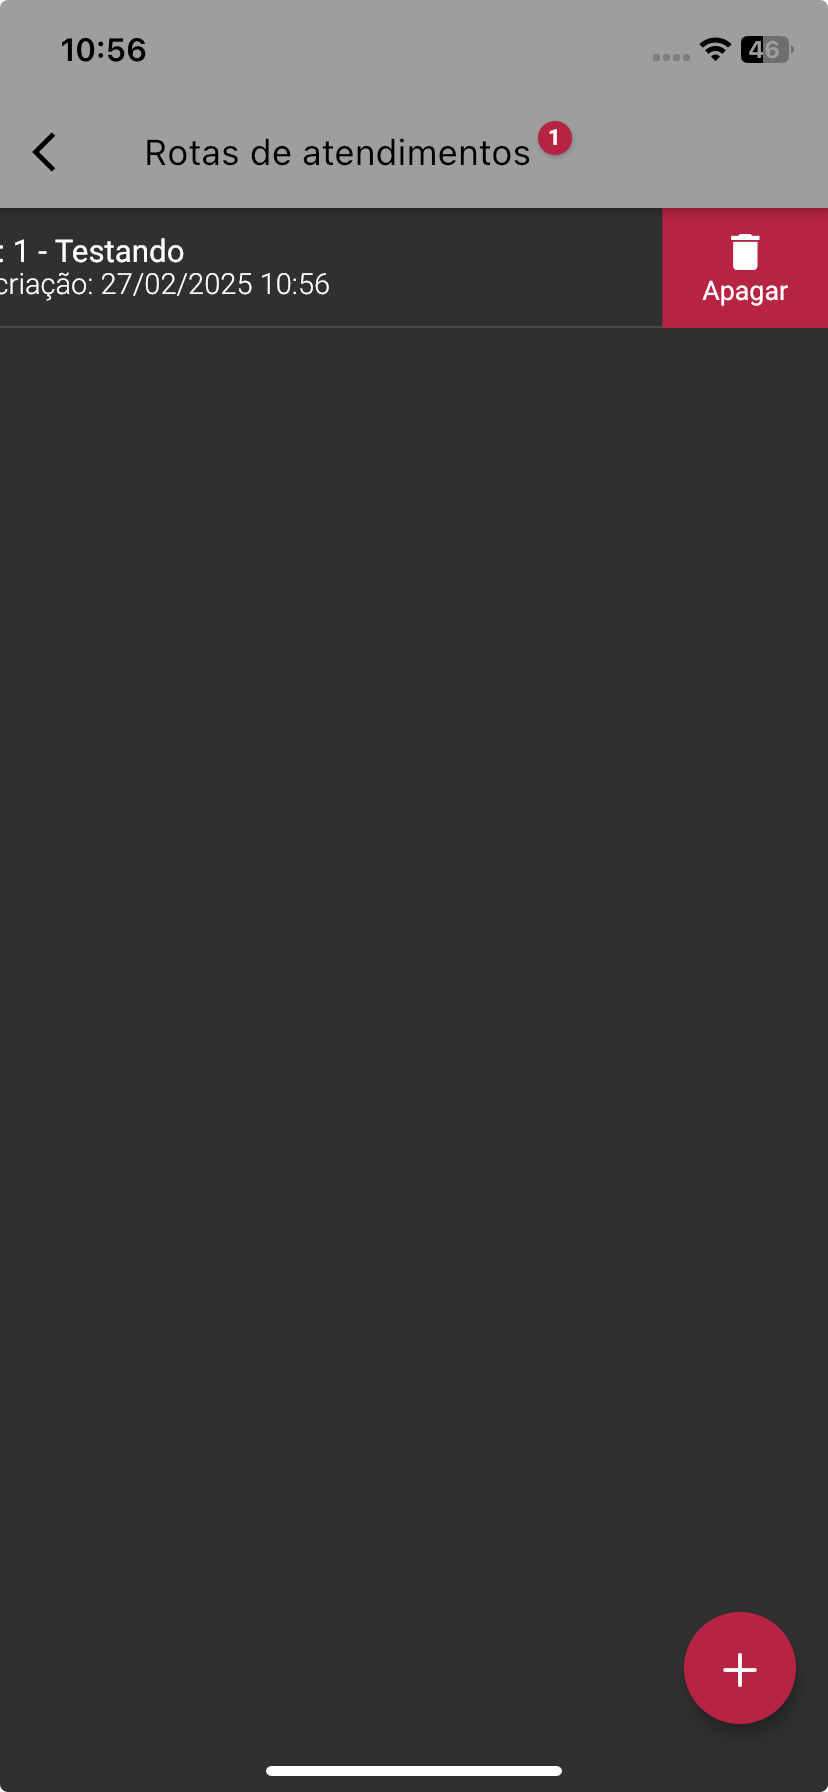 10:56
46
Rotas de atendimentos
1
: 1 - Testando
criação: 27/02/2025 10:56
Apagar